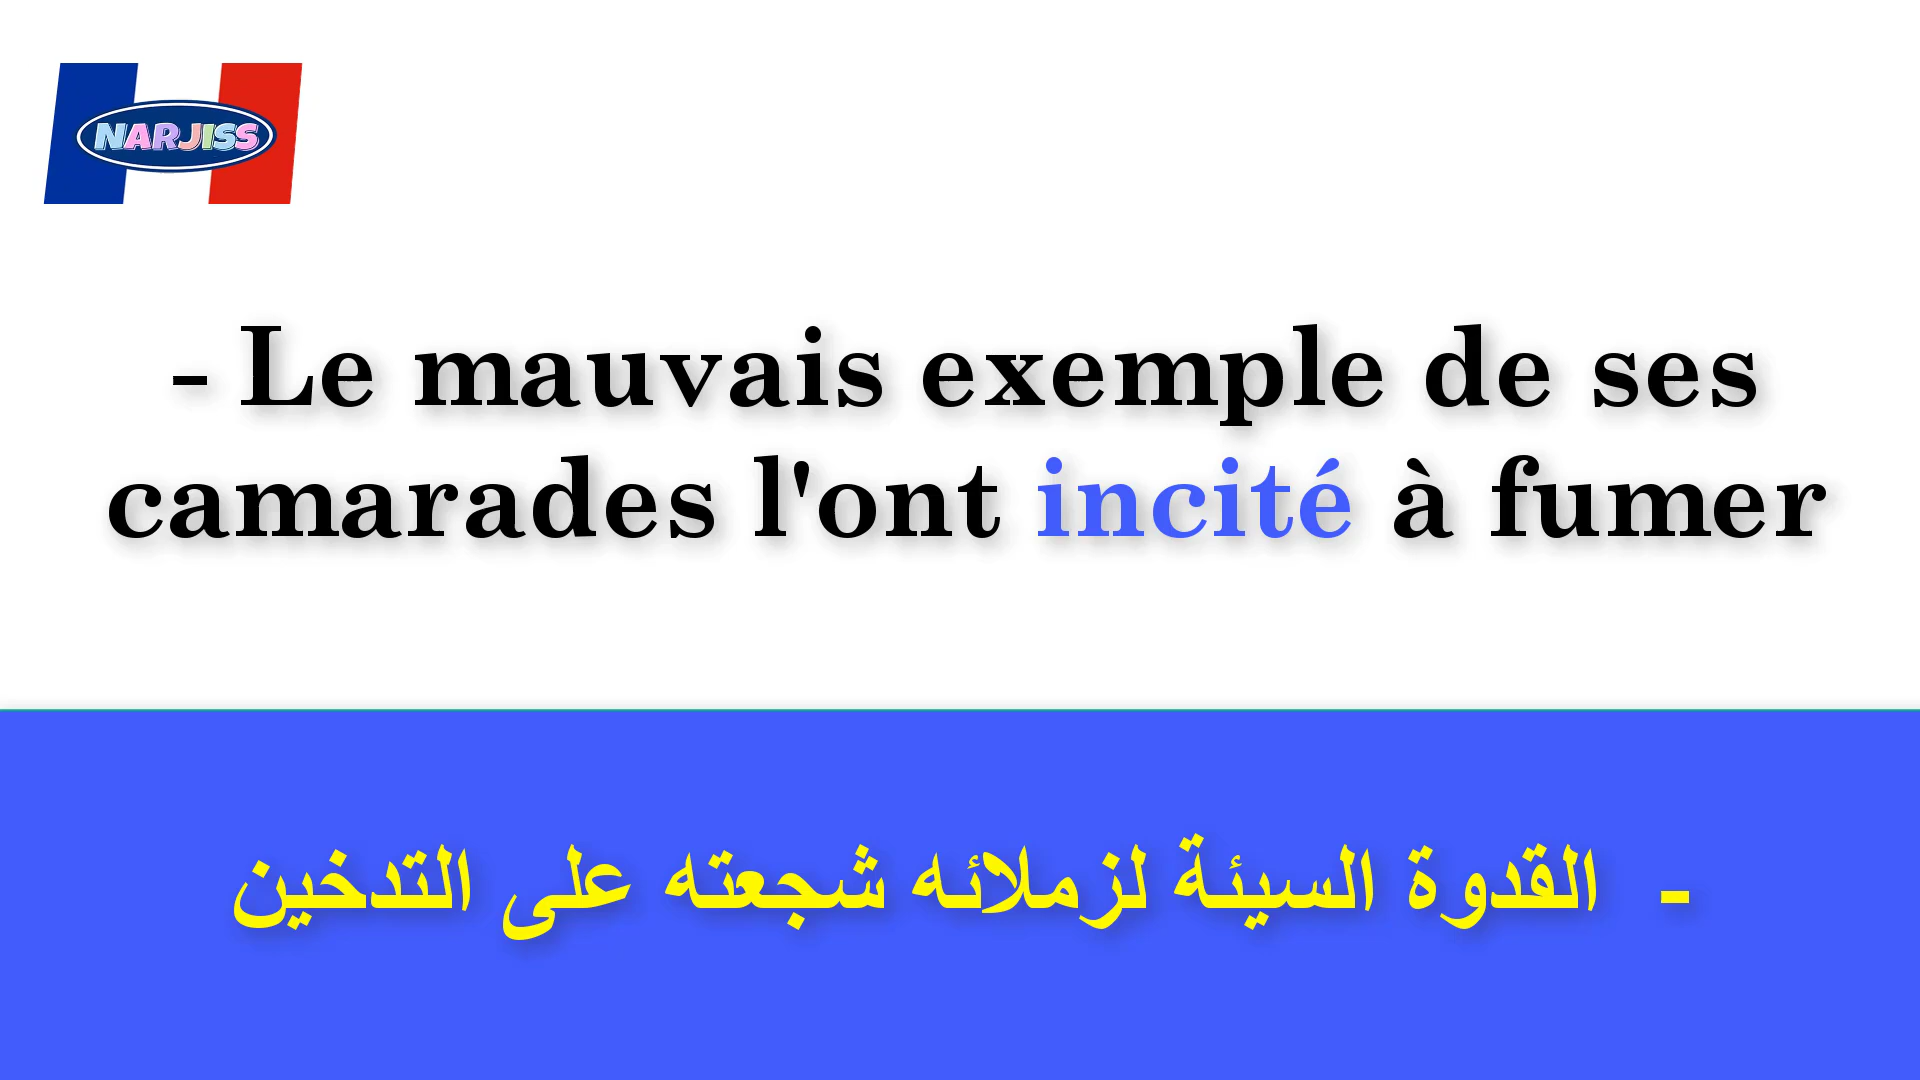 NARJISS
- Le mauvais exemple de ses
camarades l'ont incité à fumer
- القدوة السيئة لزملائه شجعته على التدخين